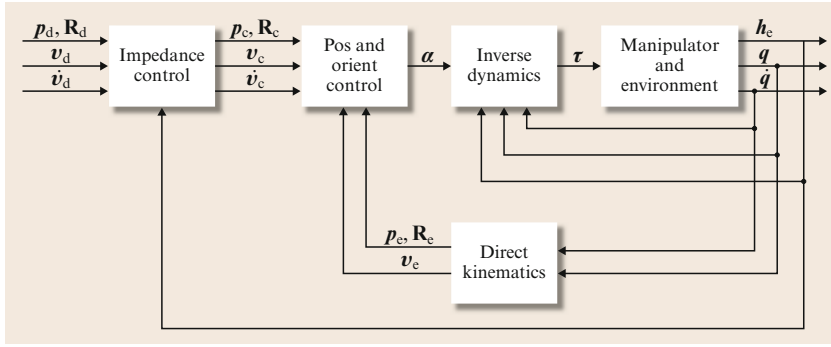 p_d, R_d
v_d
v̇_d
Impedance
control
p_c, R_c
v_c
v̇_c
Pos and
orient
control
α
Inverse
dynamics
τ
Manipulator
and
environment
h_e
q
q̇
p_e, R_e
v_e
Direct
kinematics